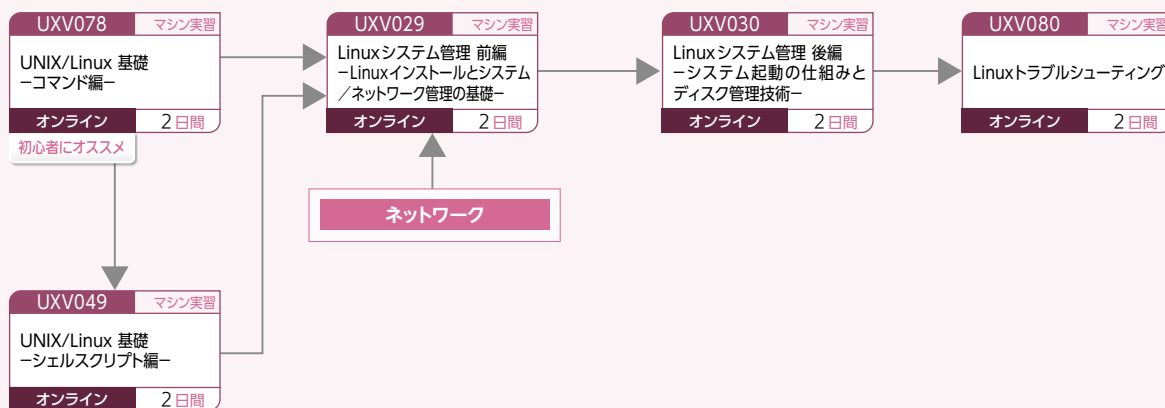 UXV078 マシン実習
UNIX/Linux 基礎
−コマンド編−
オンライン 2日間
初心者にオススメ
UXV029 マシン実習
Linuxシステム管理 前編
−Linuxインストールとシステム
／ネットワーク管理の基礎−
オンライン 2日間
UXV030 マシン実習
Linuxシステム管理 後編
−システム起動の仕組みと
ディスク管理技術−
オンライン 2日間
UXV080 マシン実習
Linuxトラブルシューティング
オンライン 2日間
ネットワーク
UXV049 マシン実習
UNIX/Linux 基礎
−シェルスクリプト編−
オンライン 2日間